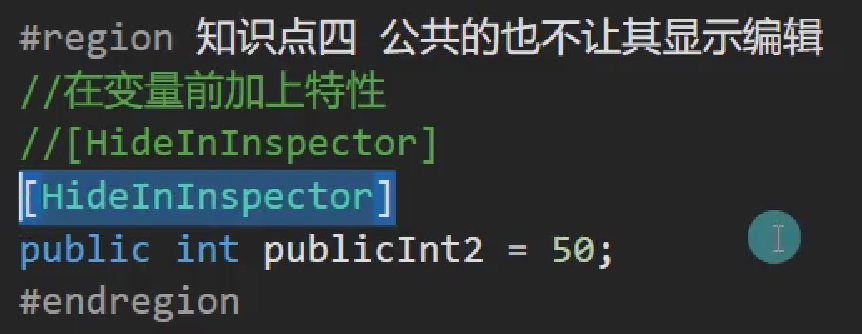 #region 知识点四 公共的也不让其显示编辑
//在变量前加上特性
//[HideInInspector]
[HideInInspector]
public int publicInt2 = 50;
#endregion